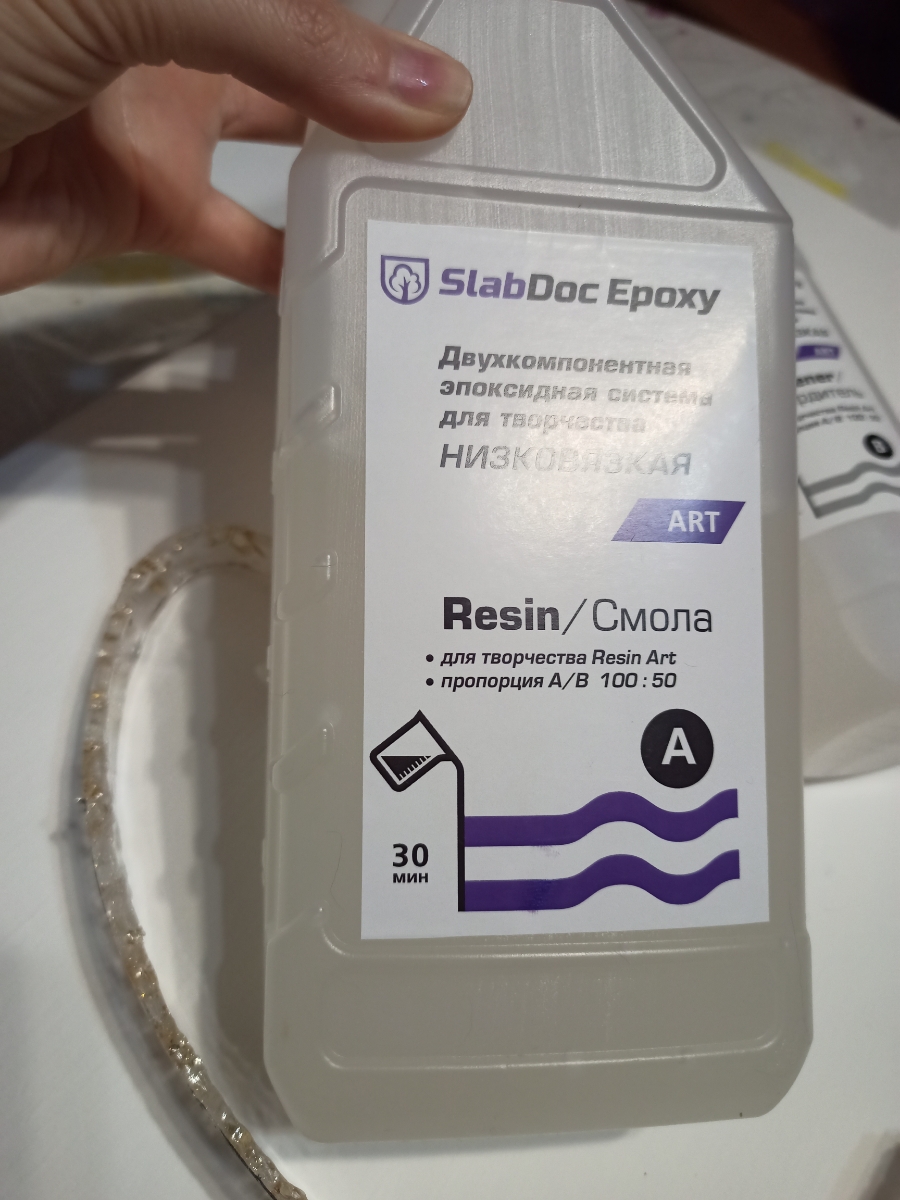 SlabDoc Epoxy
Двухкомпонентная
эпоксидная система
для творчества
НИЗКОВЯЗКАЯ
ART
Resin/Смола
• для творчества Resin Art
• пропорция A/B 100 : 50
A
30
мин
ART
B